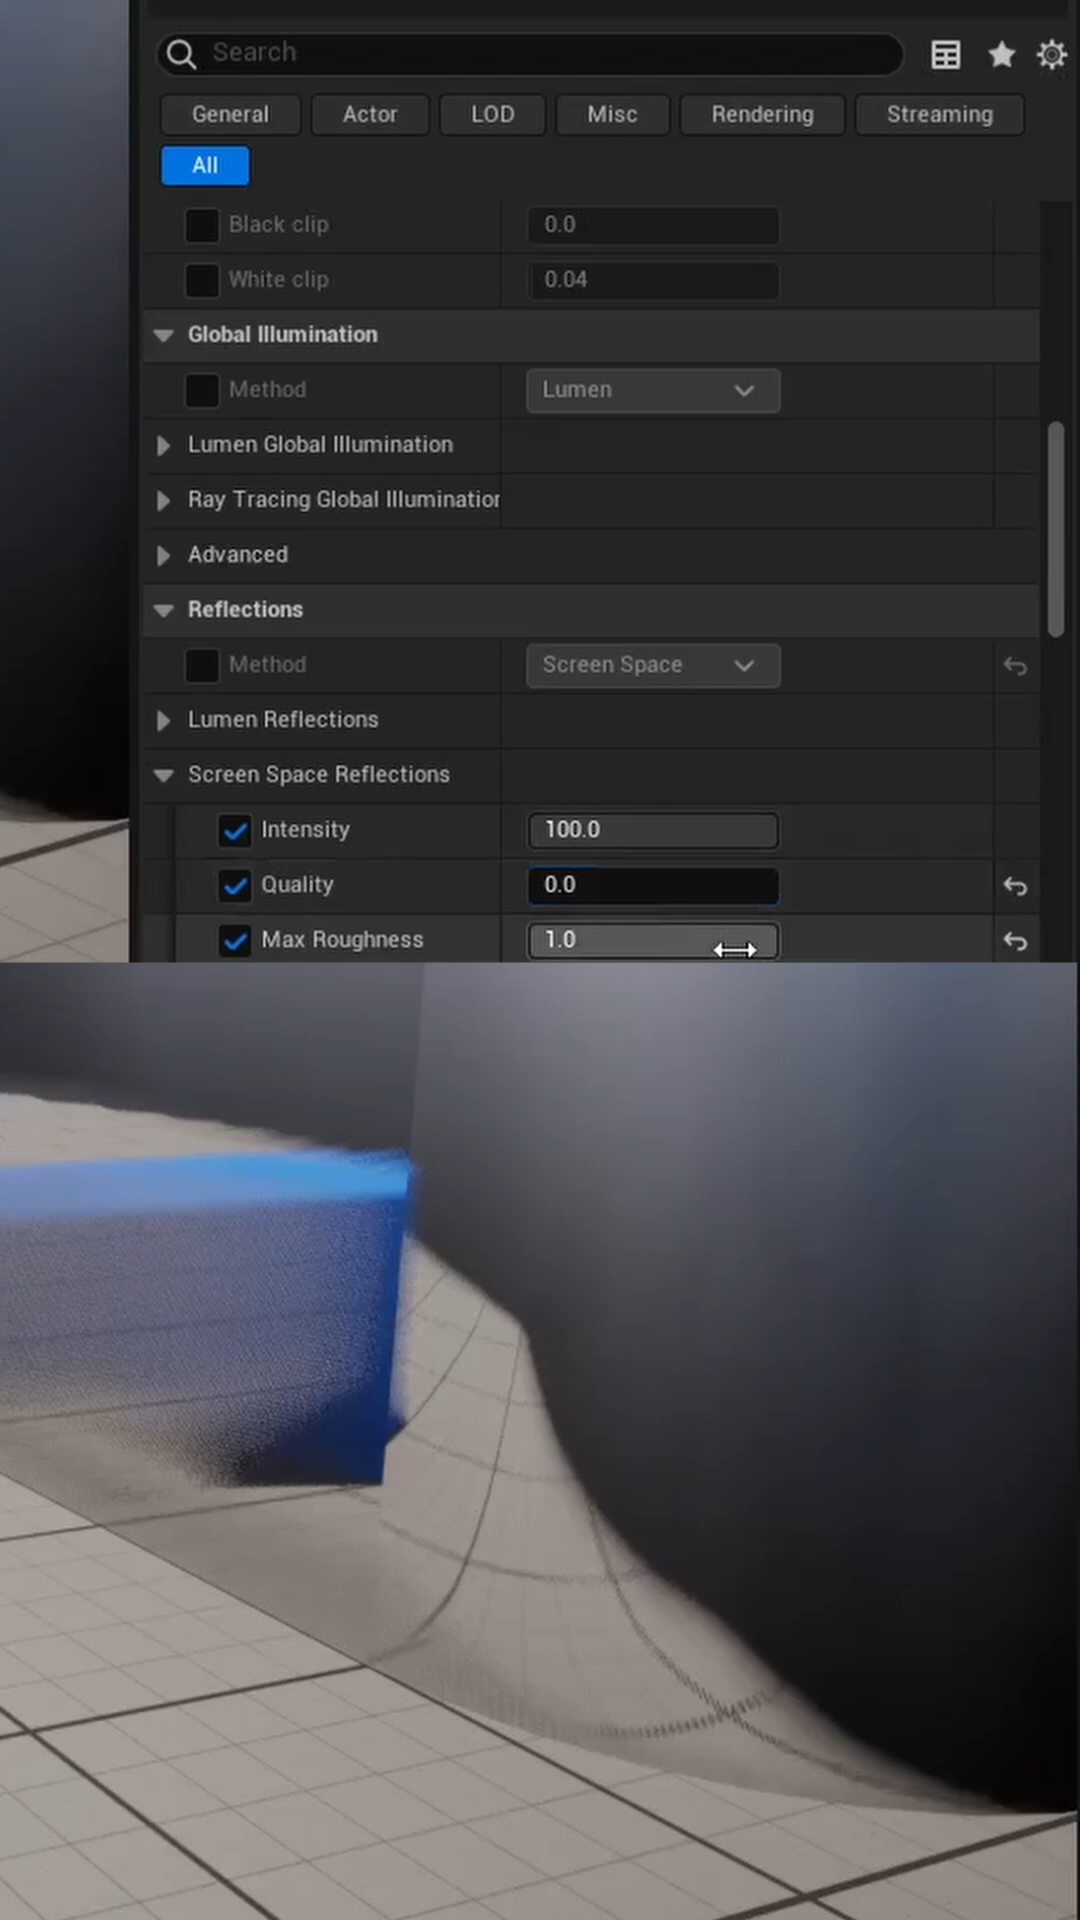 Search
General Actor LOD Misc Rendering Streaming
All
Black clip 0.0
White clip 0.04
Global Illumination
Method Lumen
Lumen Global Illumination
Ray Tracing Global Illumination
Advanced
Reflections
Method Screen Space
Lumen Reflections
Screen Space Reflections
Intensity 100.0
Quality 0.0
Max Roughness 1.0